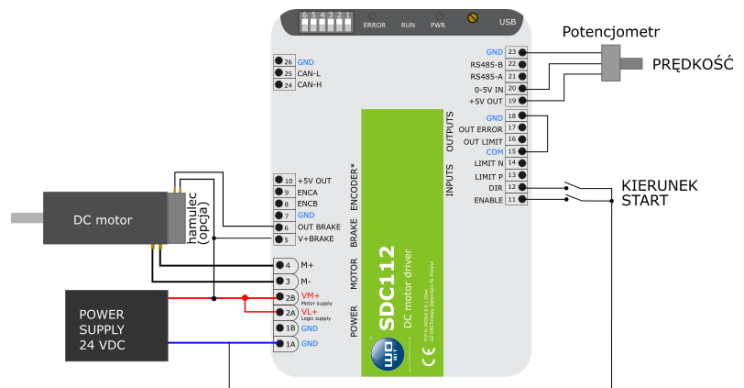 6 5 4 3 2 1
ERROR
RUN
PWR
USB
26 GND
25 CAN-L
24 CAN-H
GND 23
RS485-B 22
RS485-A 21
0-5V IN 20
+5V OUT 19
Potencjometr
PRĘDKOŚĆ
GND 18
OUT ERROR 17
OUT LIMIT 16
COM 15
LIMIT N 14
LIMIT P 13
DIR 12
ENABLE 11
OUTPUTS
INPUTS
KIERUNEK
START
10 +5V OUT
9 ENCA
8 ENCB
7 GND
6 OUT BRAKE
5 V+BRAKE
ENCODER*
BRAKE
4 M+
3 M-
MOTOR
2B VM+
Motor supply
2A VL+
Logic supply
1B GND
1A GND
POWER
DC motor
hamulec
(opcja)
POWER
SUPPLY
24 VDC
SDC112
DC motor driver
WObit
CE